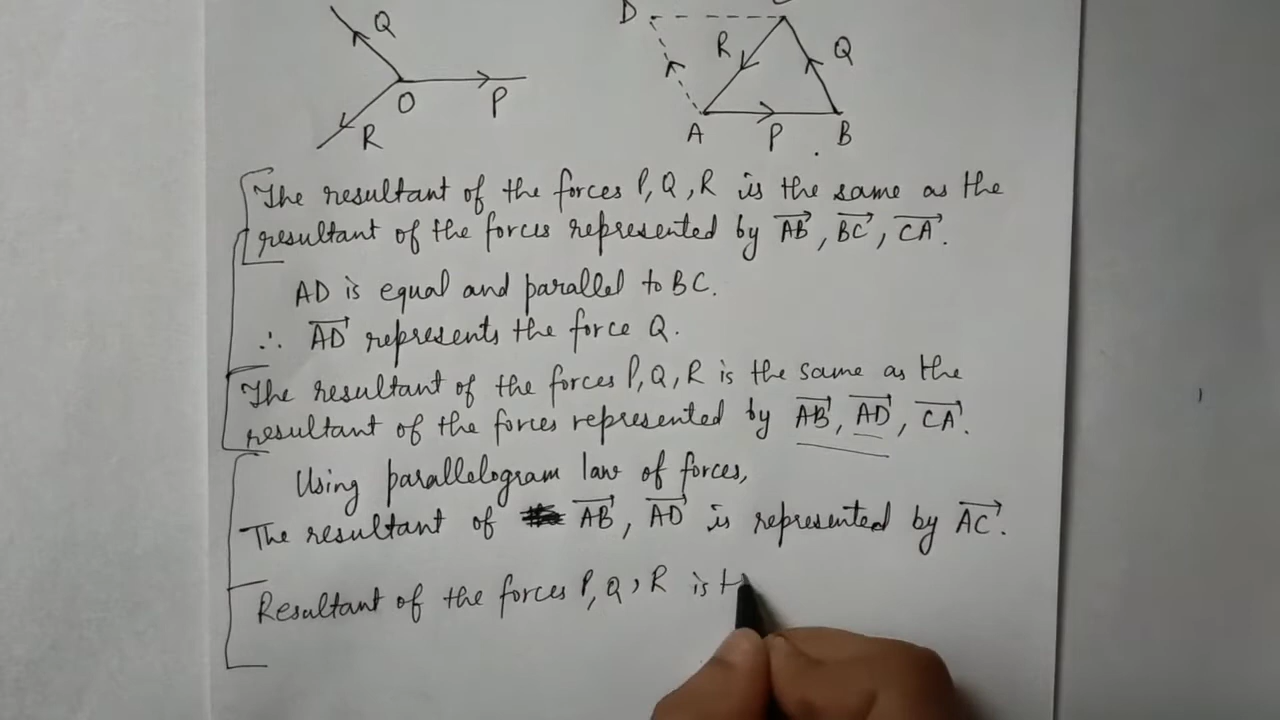 Q
O
P
R
D
R
Q
A
P
B
The resultant of the forces P, Q, R is the same as the
resultant of the forces represented by AB, BC, CA.
AD is equal and parallel to BC.
∴ AD represents the force Q.
The resultant of the forces P, Q, R is the same as the
resultant of the forces represented by AB, AD, CA.
Using parallelogram law of forces,
The resultant of AB, AD is represented by AC.
Resultant of the forces P, Q, R is t